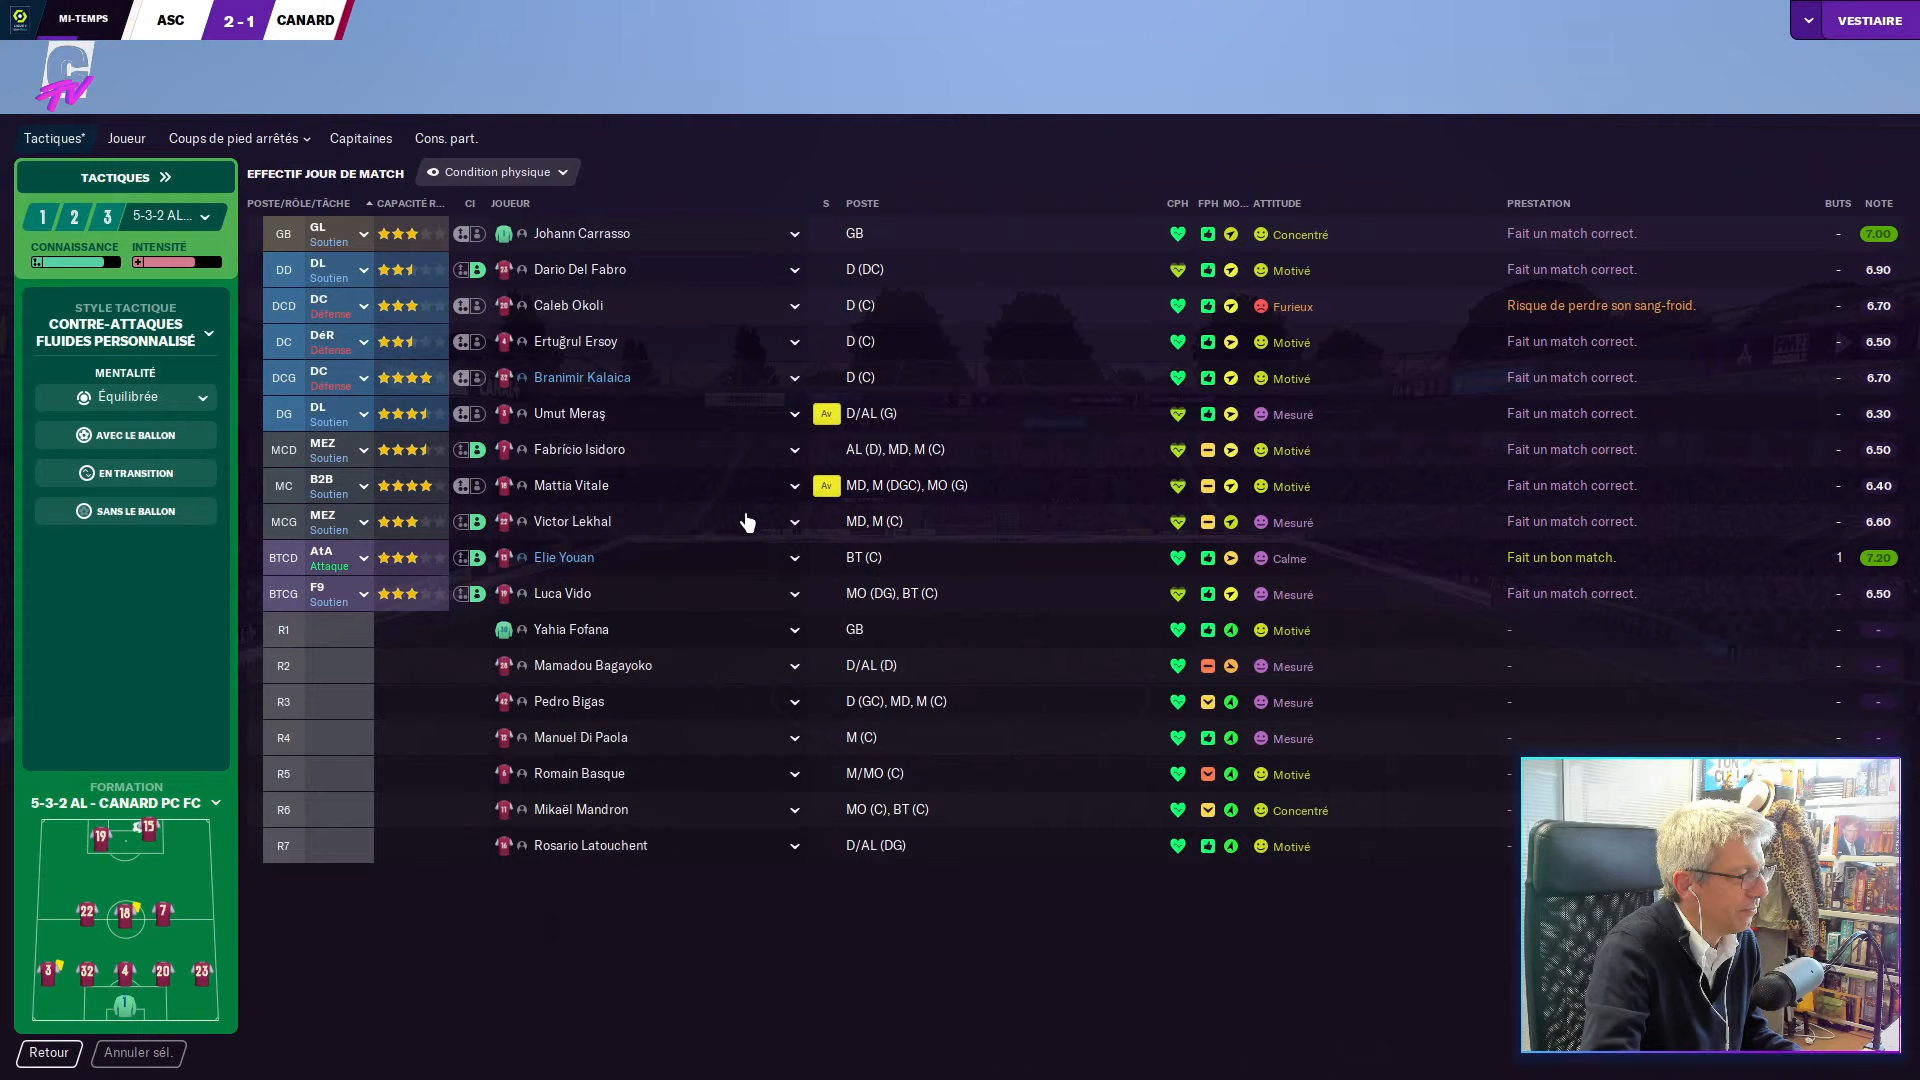 MI-TEMPS
ASC
2 - 1
CANARD
VESTIAIRE
C
TV
Tactiques*
Joueur
Coups de pied arrêtés
Capitaines
Cons. part.
TACTIQUES
1 2 3 5-3-2 AL...
CONNAISSANCE INTENSITÉ
STYLE TACTIQUE
CONTRE-ATTAQUES
FLUIDES PERSONNALISÉ
MENTALITÉ
Équilibrée
AVEC LE BALLON
EN TRANSITION
SANS LE BALLON
FORMATION
5-3-2 AL - CANARD PC FC
19 15
22 18 7
3 32 4 20 23
1
Retour
Annuler sél.
EFFECTIF JOUR DE MATCH Condition physique
POSTE/RÔLE/TÂCHE CAPACITÉ R... CI JOUEUR S POSTE CPH FPH MO... ATTITUDE PRESTATION BUTS NOTE
GB GL Soutien Johann Carrasso GB Concentré Fait un match correct. - 7.00
DD DL Soutien Dario Del Fabro D (DC) Motivé Fait un match correct. - 6.90
DCD DC Défense Caleb Okoli D (C) Furieux Risque de perdre son sang-froid. - 6.70
DC DéR Défense Ertuğrul Ersoy D (C) Motivé Fait un match correct. - 6.50
DCG DC Défense Branimir Kalaica D (C) Motivé Fait un match correct. - 6.70
DG DL Soutien Umut Meraş Av D/AL (G) Mesuré Fait un match correct. - 6.30
MCD MEZ Soutien Fabrício Isidoro AL (D), MD, M (C) Motivé Fait un match correct. - 6.50
MC B2B Soutien Mattia Vitale Av MD, M (DGC), MO (G) Motivé Fait un match correct. - 6.40
MCG MEZ Soutien Victor Lekhal MD, M (C) Mesuré Fait un match correct. - 6.60
BTCD AtA Attaque Elie Youan BT (C) Calme Fait un bon match. 1 7.20
BTCG F9 Soutien Luca Vido MO (DG), BT (C) Mesuré Fait un match correct. - 6.50
R1 Yahia Fofana GB Motivé - - -
R2 Mamadou Bagayoko D/AL (D) Mesuré - - -
R3 Pedro Bigas D (GC), MD, M (C) Mesuré - - -
R4 Manuel Di Paola M (C) Mesuré - - -
R5 Romain Basque M/MO (C) Motivé -
R6 Mikaël Mandron MO (C), BT (C) Concentré -
R7 Rosario Latouchent D/AL (DG) Motivé -